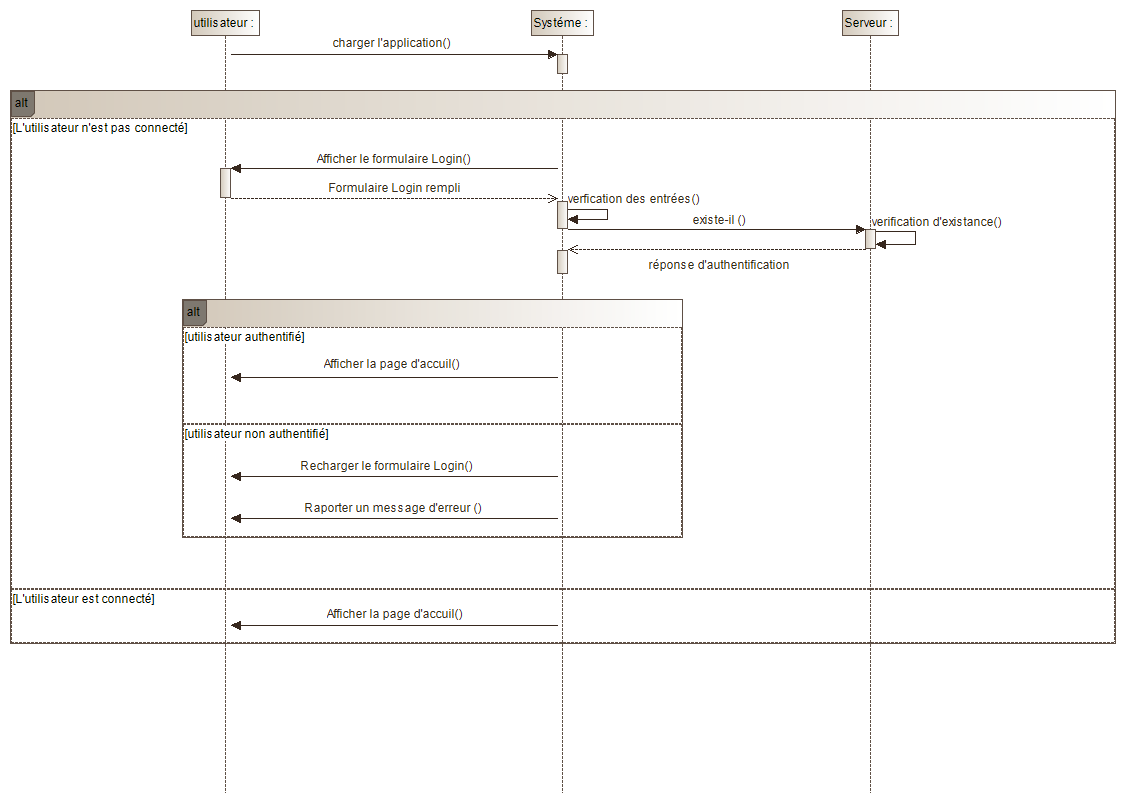 utilisateur :
Systéme :
Serveur :
charger l'application()
alt
[L'utilisateur n'est pas connecté]
Afficher le formulaire Login()
Formulaire Login rempli
verfication des entrées()
existe-il ()
verification d'existance()
réponse d'authentification
alt
[utilisateur authentifié]
Afficher la page d'accuil()
[utilisateur non authentifié]
Recharger le formulaire Login()
Raporter un message d'erreur ()
[L'utilisateur est connecté]
Afficher la page d'accuil()